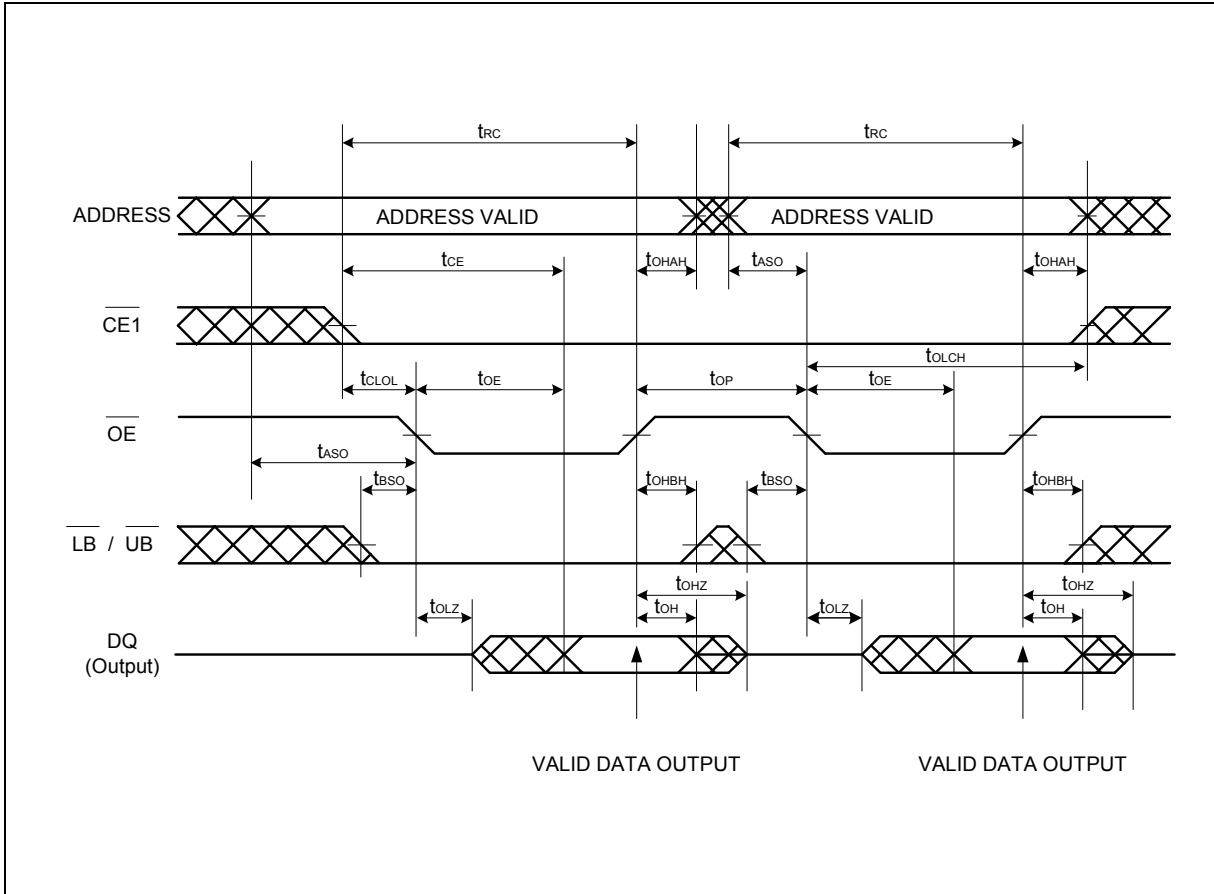 tRC tRC
ADDRESS ADDRESS VALID ADDRESS VALID
tCE tOHAH tASO tOHAH
CE1
tOLCH
tCLOL tOE tOP tOE
OE
tASO
tBSO tOHBH tBSO tOHBH
LB / UB
tOHZ tOHZ
tOLZ tOH tOLZ tOH
DQ
(Output)
VALID DATA OUTPUT VALID DATA OUTPUT